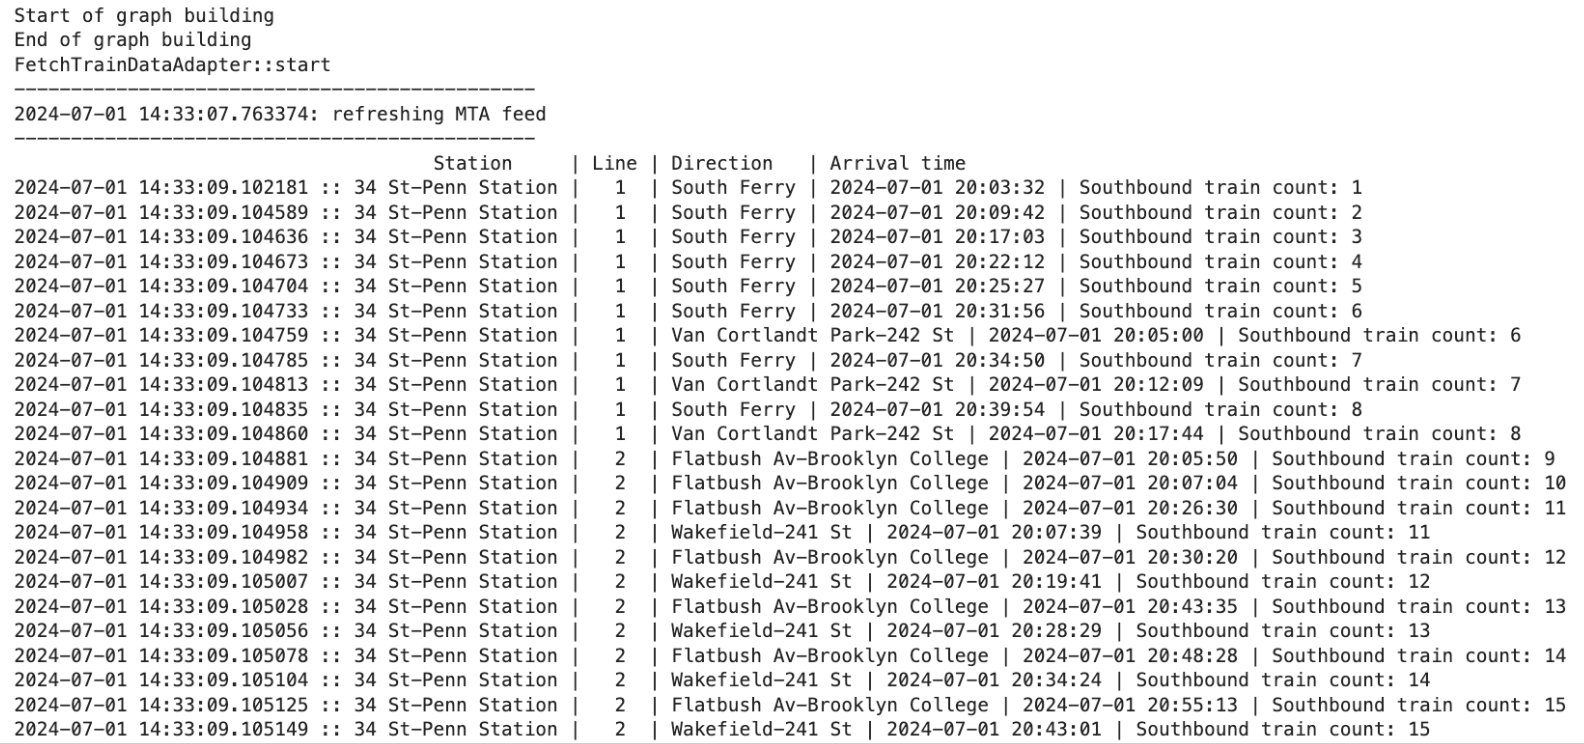 Start of graph building
End of graph building
FetchTrainDataAdapter::start
----------------------------------------------
2024-07-01 14:33:07.763374: refreshing MTA feed
----------------------------------------------
                                     Station     | Line | Direction   | Arrival time
2024-07-01 14:33:09.102181 :: 34 St-Penn Station |   1  | South Ferry | 2024-07-01 20:03:32 | Southbound train count: 1
2024-07-01 14:33:09.104589 :: 34 St-Penn Station |   1  | South Ferry | 2024-07-01 20:09:42 | Southbound train count: 2
2024-07-01 14:33:09.104636 :: 34 St-Penn Station |   1  | South Ferry | 2024-07-01 20:17:03 | Southbound train count: 3
2024-07-01 14:33:09.104673 :: 34 St-Penn Station |   1  | South Ferry | 2024-07-01 20:22:12 | Southbound train count: 4
2024-07-01 14:33:09.104704 :: 34 St-Penn Station |   1  | South Ferry | 2024-07-01 20:25:27 | Southbound train count: 5
2024-07-01 14:33:09.104733 :: 34 St-Penn Station |   1  | South Ferry | 2024-07-01 20:31:56 | Southbound train count: 6
2024-07-01 14:33:09.104759 :: 34 St-Penn Station |   1  | Van Cortlandt Park-242 St | 2024-07-01 20:05:00 | Southbound train count: 6
2024-07-01 14:33:09.104785 :: 34 St-Penn Station |   1  | South Ferry | 2024-07-01 20:34:50 | Southbound train count: 7
2024-07-01 14:33:09.104813 :: 34 St-Penn Station |   1  | Van Cortlandt Park-242 St | 2024-07-01 20:12:09 | Southbound train count: 7
2024-07-01 14:33:09.104835 :: 34 St-Penn Station |   1  | South Ferry | 2024-07-01 20:39:54 | Southbound train count: 8
2024-07-01 14:33:09.104860 :: 34 St-Penn Station |   1  | Van Cortlandt Park-242 St | 2024-07-01 20:17:44 | Southbound train count: 8
2024-07-01 14:33:09.104881 :: 34 St-Penn Station |   2  | Flatbush Av-Brooklyn College | 2024-07-01 20:05:50 | Southbound train count: 9
2024-07-01 14:33:09.104909 :: 34 St-Penn Station |   2  | Flatbush Av-Brooklyn College | 2024-07-01 20:07:04 | Southbound train count: 10
2024-07-01 14:33:09.104934 :: 34 St-Penn Station |   2  | Flatbush Av-Brooklyn College | 2024-07-01 20:26:30 | Southbound train count: 11
2024-07-01 14:33:09.104958 :: 34 St-Penn Station |   2  | Wakefield-241 St | 2024-07-01 20:07:39 | Southbound train count: 11
2024-07-01 14:33:09.104982 :: 34 St-Penn Station |   2  | Flatbush Av-Brooklyn College | 2024-07-01 20:30:20 | Southbound train count: 12
2024-07-01 14:33:09.105007 :: 34 St-Penn Station |   2  | Wakefield-241 St | 2024-07-01 20:19:41 | Southbound train count: 12
2024-07-01 14:33:09.105028 :: 34 St-Penn Station |   2  | Flatbush Av-Brooklyn College | 2024-07-01 20:43:35 | Southbound train count: 13
2024-07-01 14:33:09.105056 :: 34 St-Penn Station |   2  | Wakefield-241 St | 2024-07-01 20:28:29 | Southbound train count: 13
2024-07-01 14:33:09.105078 :: 34 St-Penn Station |   2  | Flatbush Av-Brooklyn College | 2024-07-01 20:48:28 | Southbound train count: 14
2024-07-01 14:33:09.105104 :: 34 St-Penn Station |   2  | Wakefield-241 St | 2024-07-01 20:34:24 | Southbound train count: 14
2024-07-01 14:33:09.105125 :: 34 St-Penn Station |   2  | Flatbush Av-Brooklyn College | 2024-07-01 20:55:13 | Southbound train count: 15
2024-07-01 14:33:09.105149 :: 34 St-Penn Station |   2  | Wakefield-241 St | 2024-07-01 20:43:01 | Southbound train count: 15